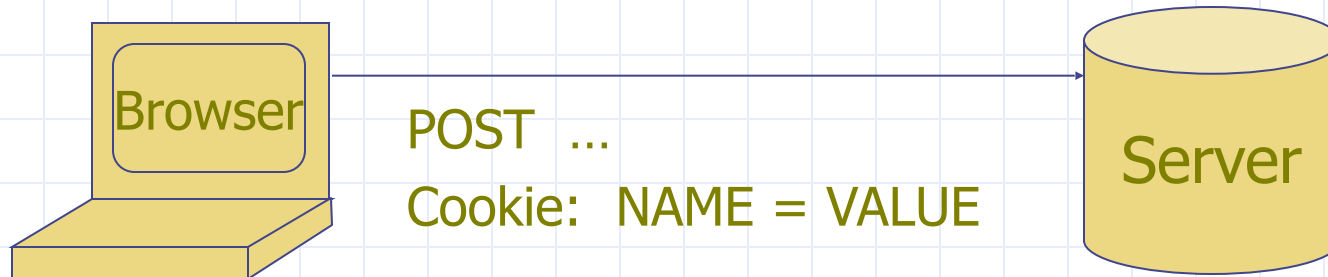 Browser
POST ...
Cookie: NAME = VALUE
Server